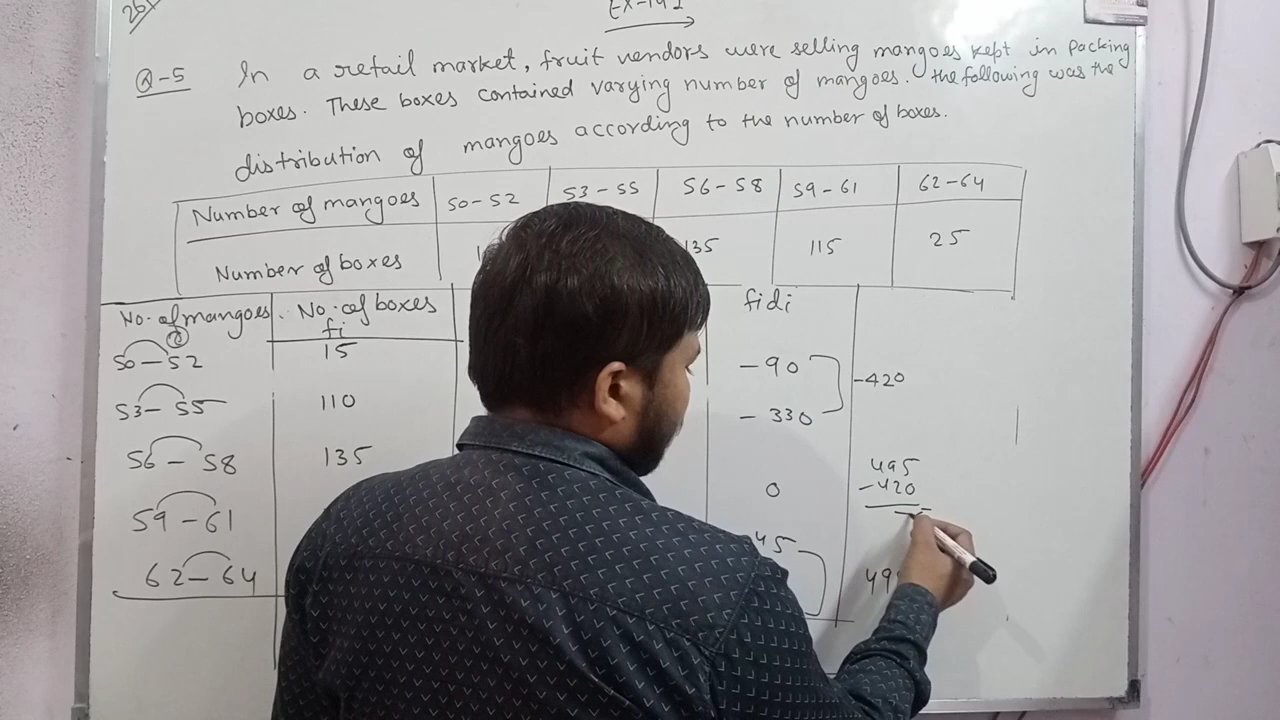 Q-5 In a retail market, fruit vendors were selling mangoes kept in packing
boxes. These boxes contained varying number of mangoes. the following was the
distribution of mangoes according to the number of boxes.
Number of mangoes 50-52 53-55 56-58 59-61 62-64
Number of boxes 135 115 25
No. of mangoes No. of boxes fidi
fi
50-52 15 -90 -420
53-55 110 -330
56-58 135 0 495
-420
59-61 45
62-64